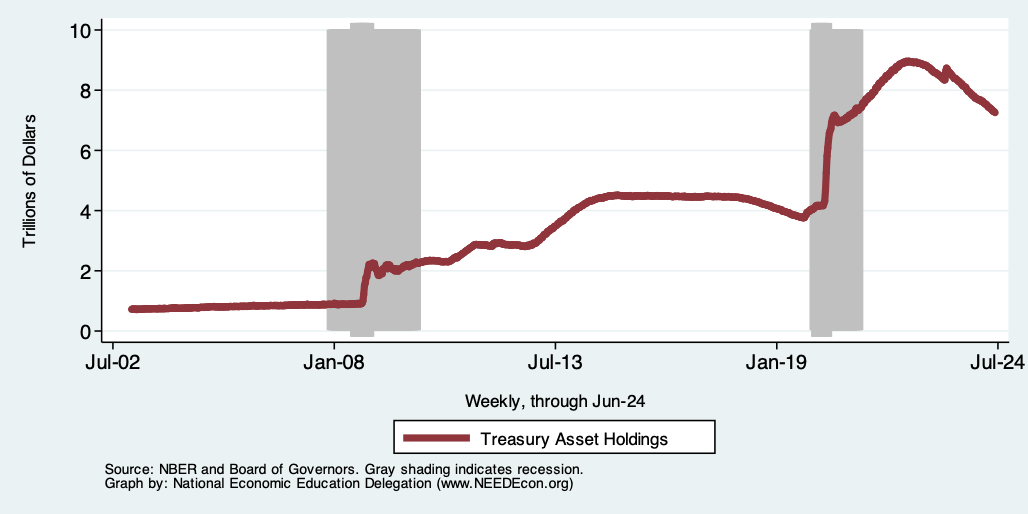 10
8
6
4
2
0
Trillions of Dollars
Jul-02 Jan-08 Jul-13 Jan-19 Jul-24
Weekly, through Jun-24
Treasury Asset Holdings
Source: NBER and Board of Governors. Gray shading indicates recession.
Graph by: National Economic Education Delegation (www.NEEDEcon.org)